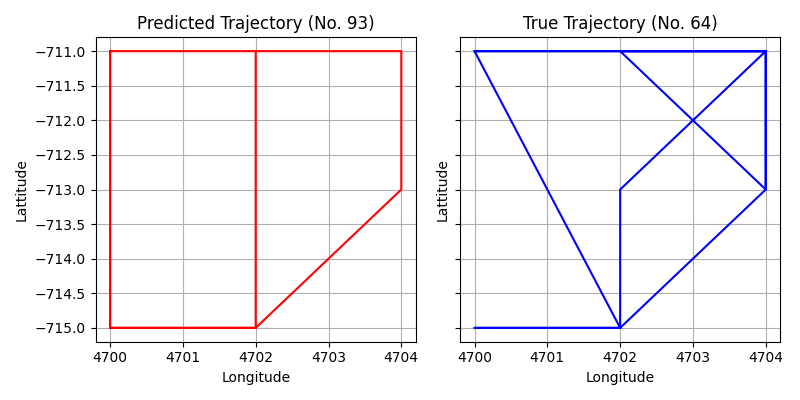 Predicted Trajectory (No. 93)
−711.0
−711.5
−712.0
−712.5
−713.0
−713.5
−714.0
−714.5
−715.0
Lattitude
4700 4701 4702 4703 4704
Longitude
True Trajectory (No. 64)
Lattitude
4700 4701 4702 4703 4704
Longitude